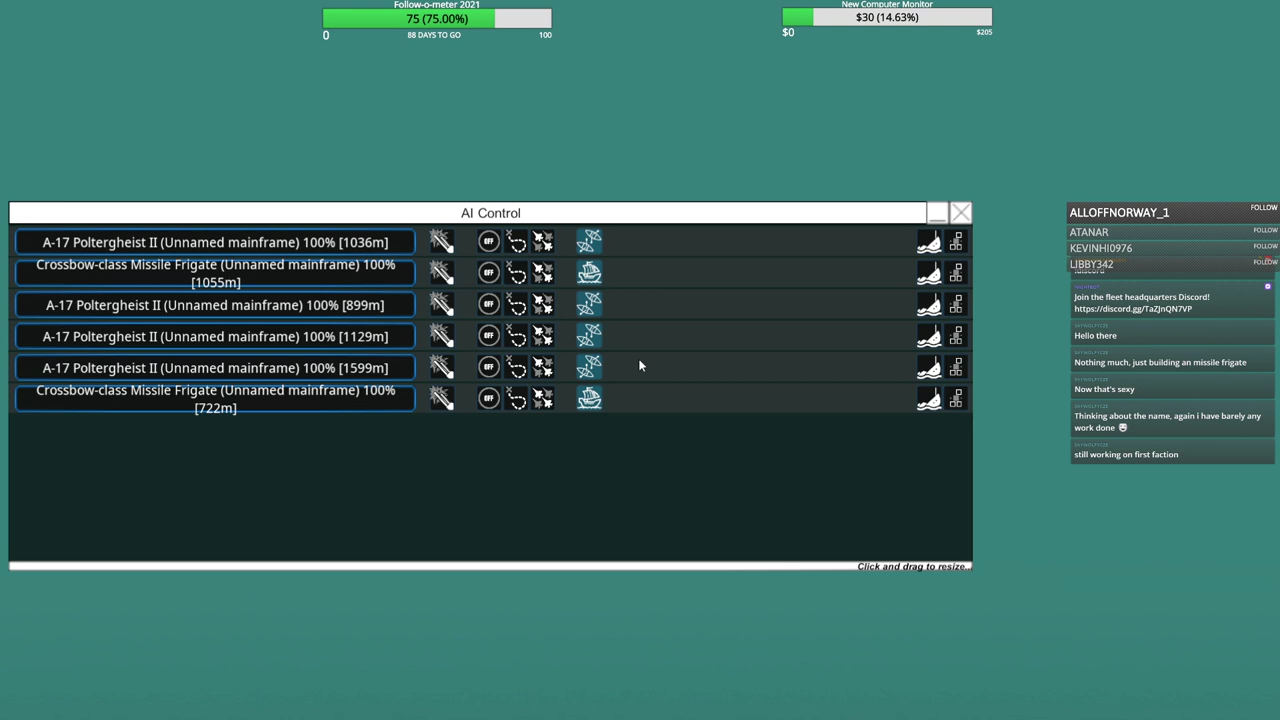 Follow-o-meter 2021
75 (75.00%)
0
88 DAYS TO GO
100
New Computer Monitor
$30 (14.63%)
$0
$205
AI Control
A-17 Poltergheist II (Unnamed mainframe) 100% [1036m]
OFF
Crossbow-class Missile Frigate (Unnamed mainframe) 100%
[1055m]
OFF
A-17 Poltergheist II (Unnamed mainframe) 100% [899m]
OFF
A-17 Poltergheist II (Unnamed mainframe) 100% [1129m]
OFF
A-17 Poltergheist II (Unnamed mainframe) 100% [1599m]
OFF
Crossbow-class Missile Frigate (Unnamed mainframe) 100%
[722m]
OFF
Click and drag to resize...
ALLOFFNORWAY_1
FOLLOW
ATANAR
FOLLOW
KEVINHI0976
FOLLOW
LIBBY342
FOLLOW
NIGHTBOT
Join the fleet headquarters Discord!
https://discord.gg/TaZJnQN7VP
Hello there
Nothing much, just building an missile frigate
Now that's sexy
Thinking about the name, again i have barely any
work done
still working on first faction